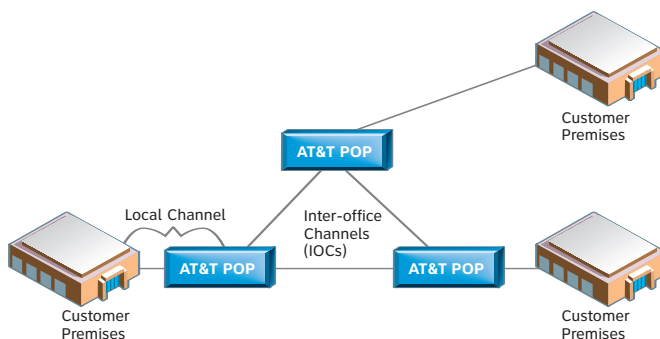 Customer
Premises
AT&T POP
Local Channel
Inter-office
Channels
(IOCs)
AT&T POP
AT&T POP
Customer
Premises
Customer
Premises